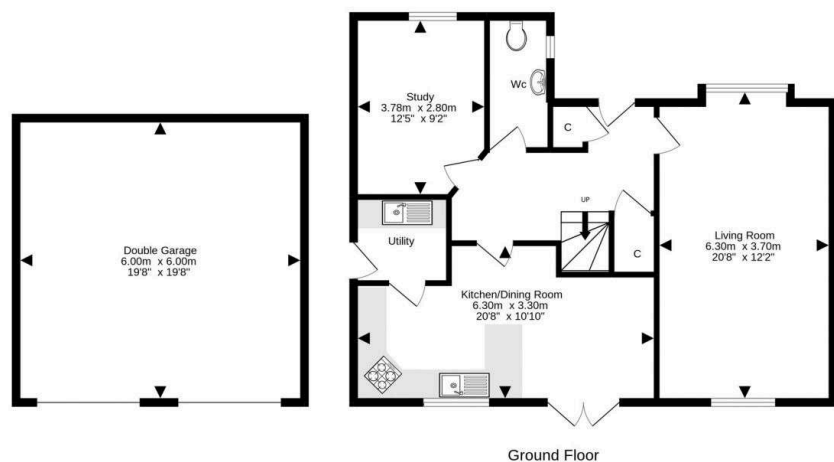 Study
3.78m x 2.80m
12'5" x 9'2"
Wc
C
Double Garage
6.00m x 6.00m
19'8" x 19'8"
Utility
UP
C
Living Room
6.30m x 3.70m
20'8" x 12'2"
Kitchen/Dining Room
6.30m x 3.30m
20'8" x 10'10"
Ground Floor